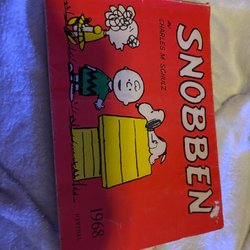 SNOBBEN
AV
CHARLES M. SCHULZ
1968